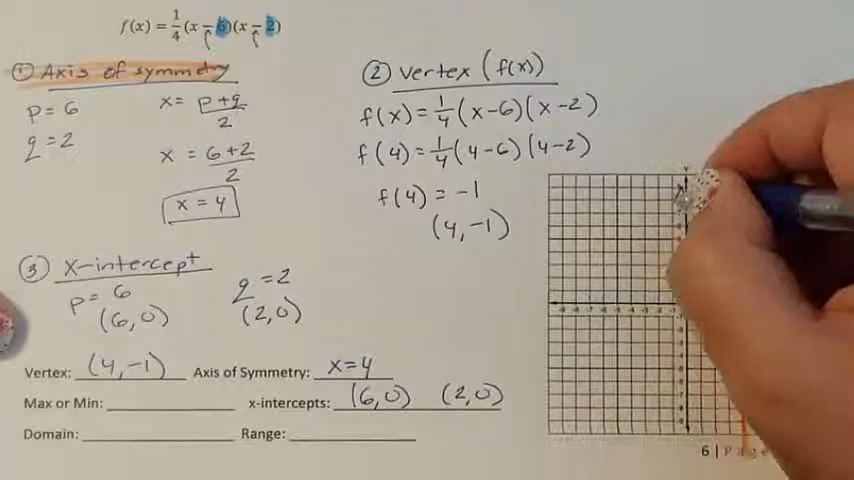 f(x) = 1/4 (x − 6)(x − 2)
① Axis of symmetry
p = 6
q = 2
x = p+q/2
x = 6+2/2
x = 4
② Vertex (f(x))
f(x) = 1/4 (x−6)(x−2)
f(4) = 1/4 (4−6)(4−2)
f(4) = −1
(4, −1)
③ X-intercept
p = 6
(6,0)
q = 2
(2,0)
Vertex: (4, −1) Axis of Symmetry: x=4
Max or Min: x-intercepts: (6,0) (2,0)
Domain: Range:
6 | Page